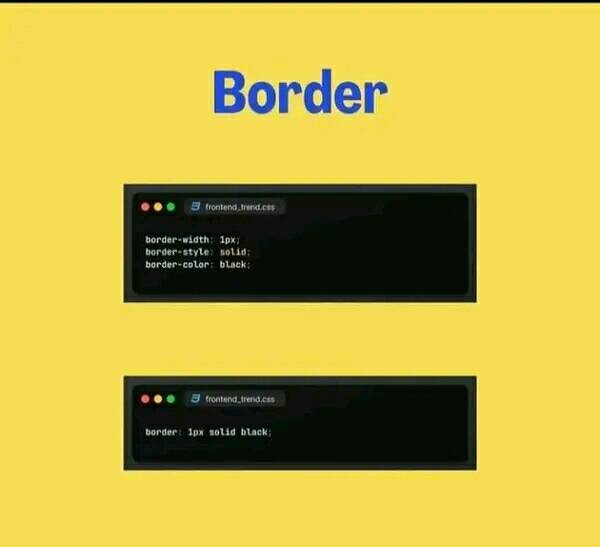 Border
frontend_trend.css
border-width: 1px;
border-style: solid;
border-color: black;
frontend_trend.css
border: 1px solid black;